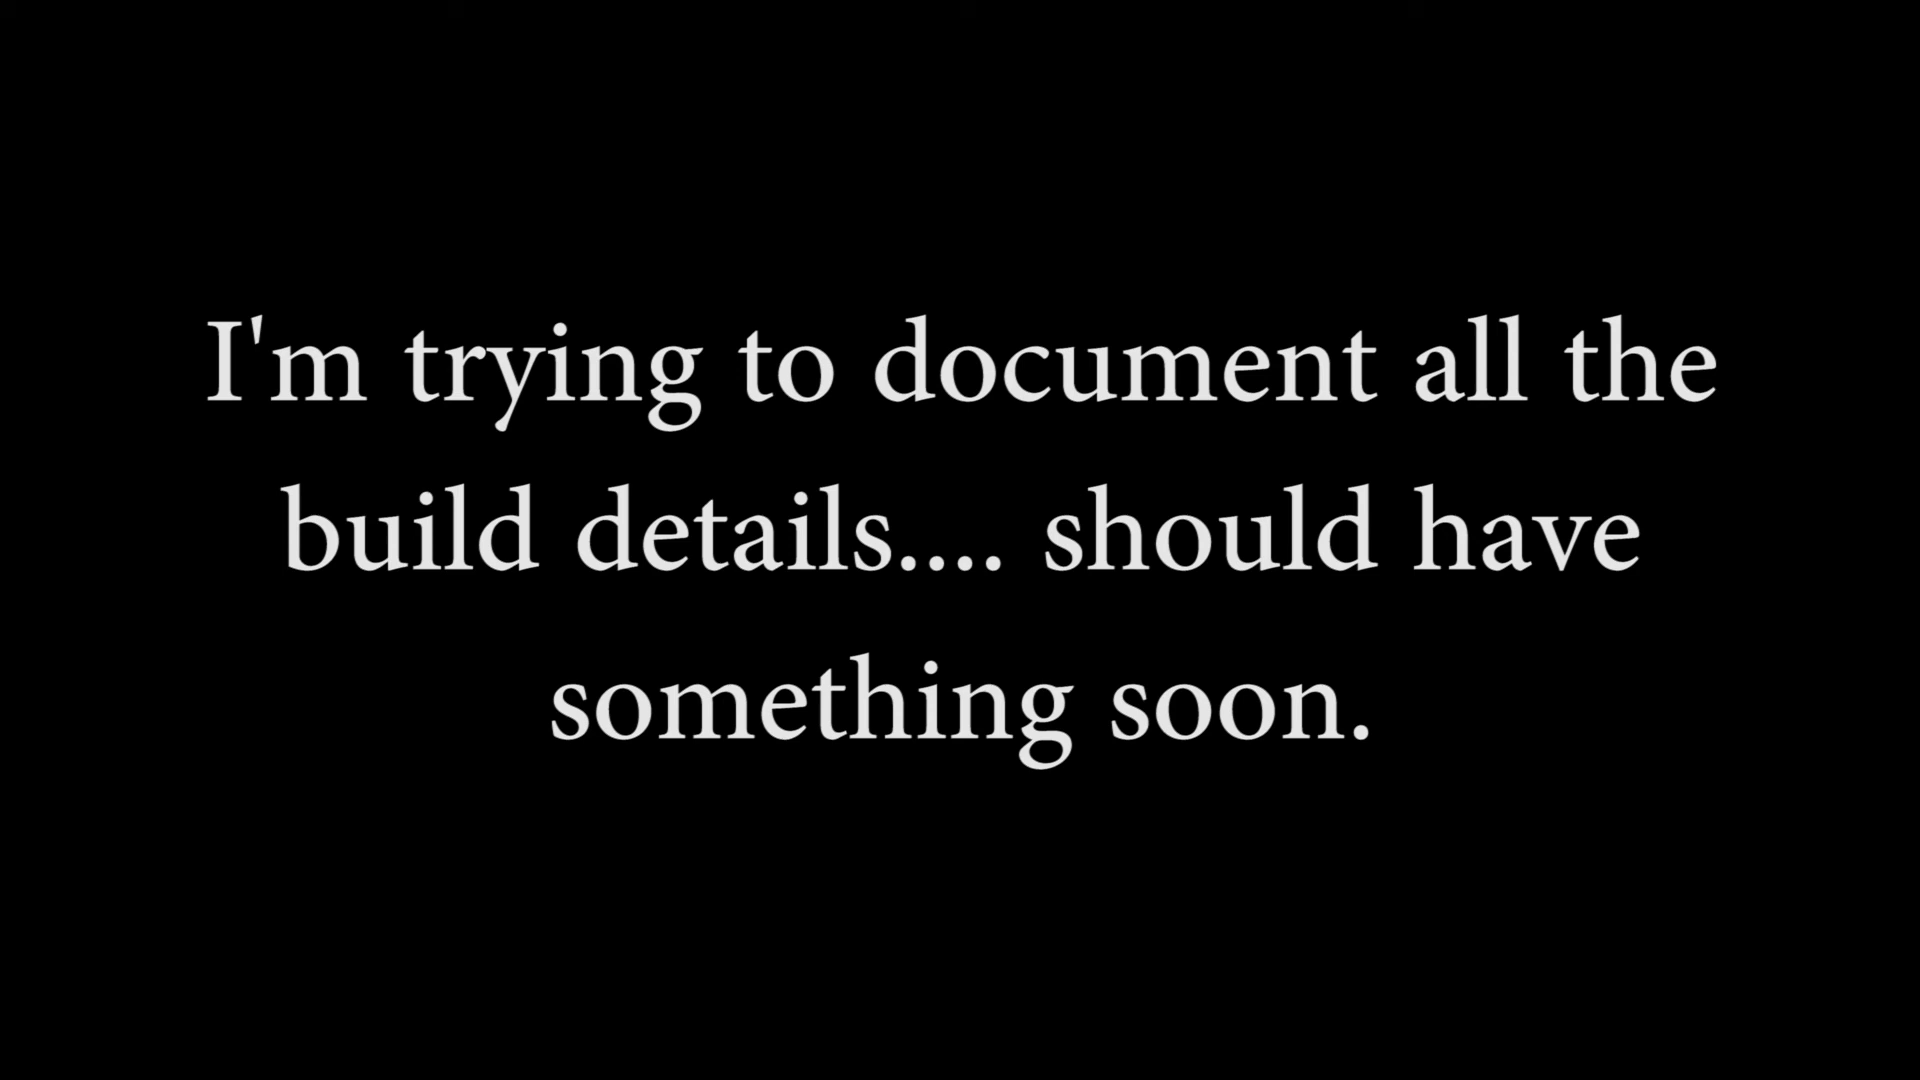 I'm trying to document all the
build details.... should have
something soon.